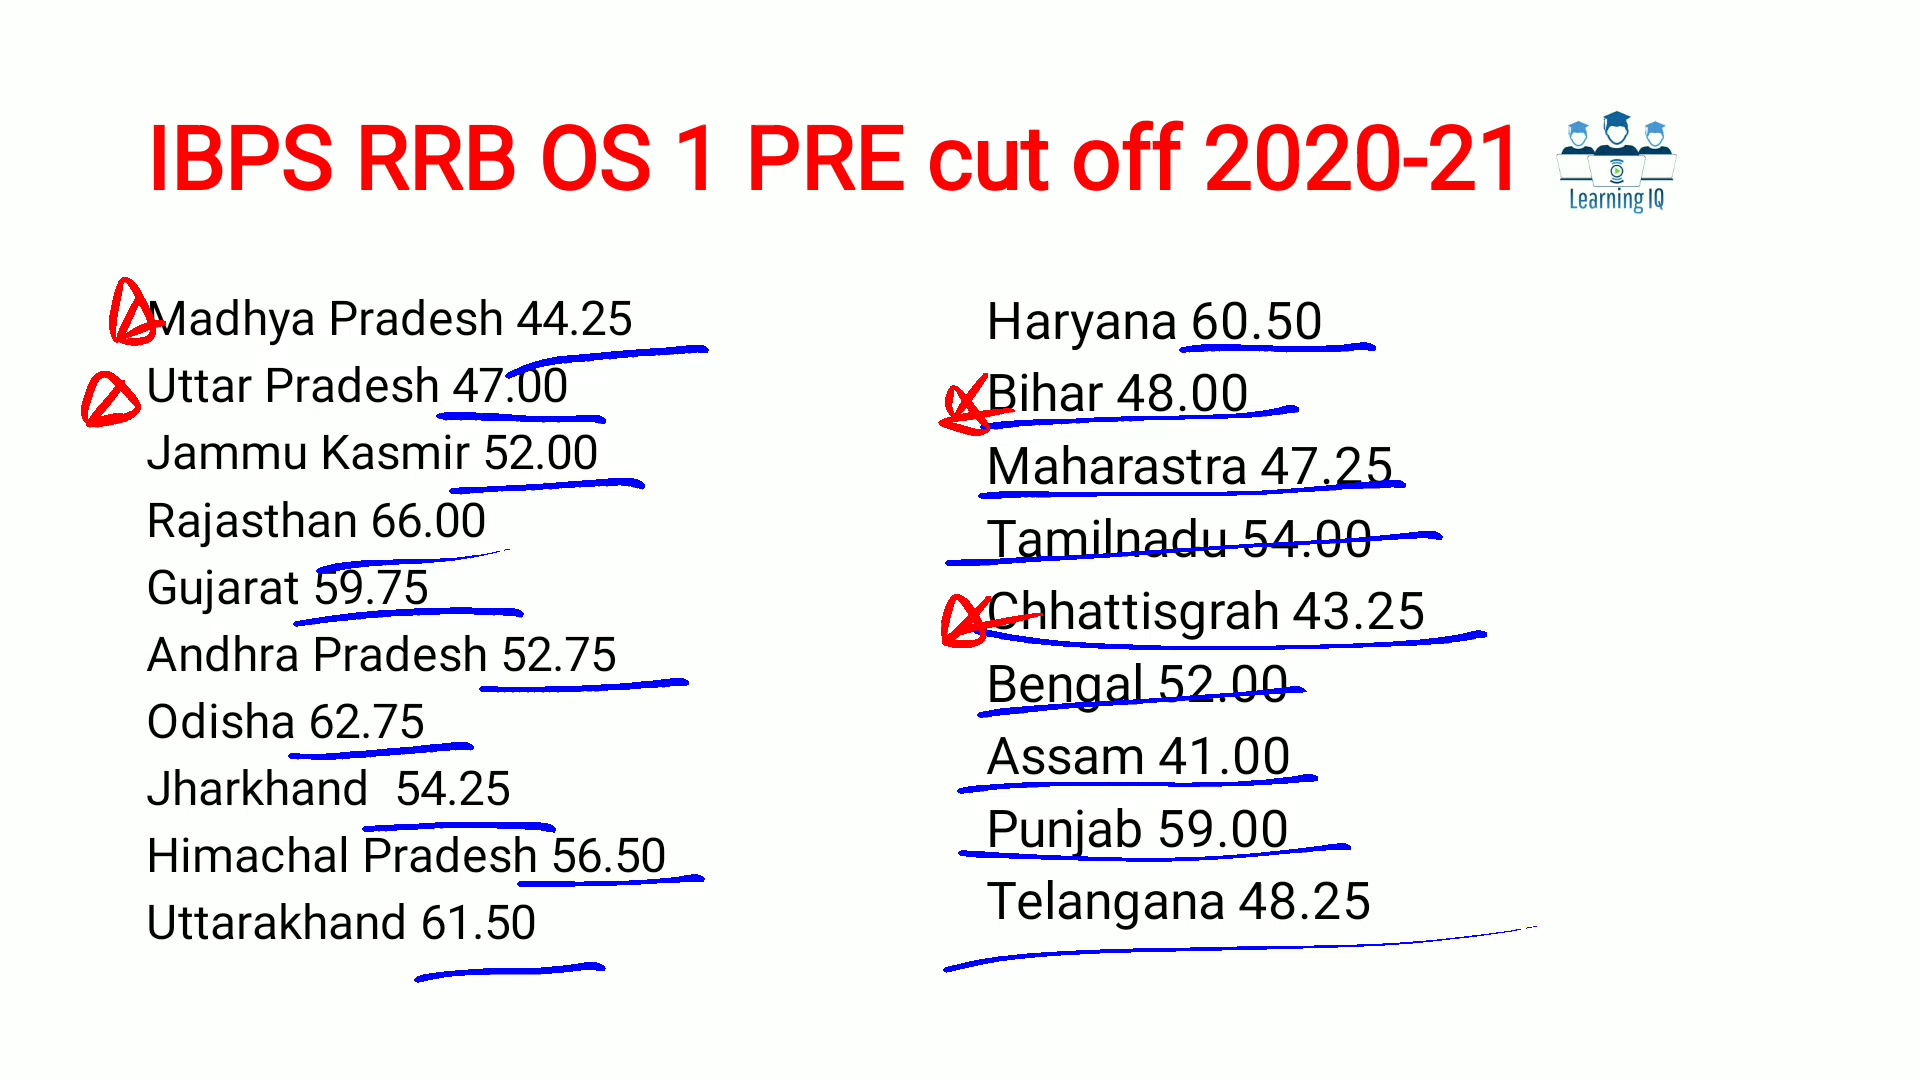 IBPS RRB OS 1 PRE cut off 2020-21
Learning IQ
Madhya Pradesh 44.25
Uttar Pradesh 47.00
Jammu Kasmir 52.00
Rajasthan 66.00
Gujarat 59.75
Andhra Pradesh 52.75
Odisha 62.75
Jharkhand 54.25
Himachal Pradesh 56.50
Uttarakhand 61.50
Haryana 60.50
Bihar 48.00
Maharastra 47.25
Tamilnadu 54.00
Chhattisgrah 43.25
Bengal 52.00
Assam 41.00
Punjab 59.00
Telangana 48.25